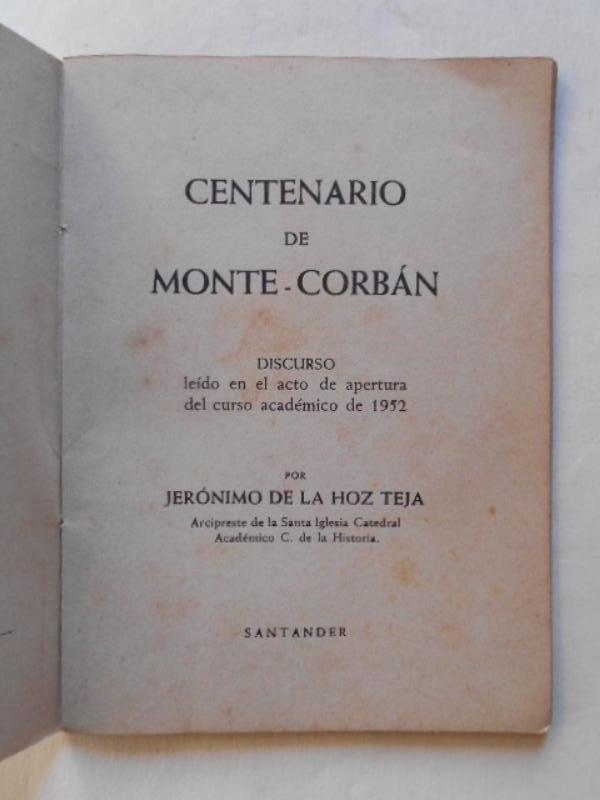 CENTENARIO
DE
MONTE-CORBÁN
DISCURSO
leído en el acto de apertura
del curso académico de 1952
POR
JERÓNIMO DE LA HOZ TEJA
Arcipreste de la Santa Iglesia Catedral
Académico C. de la Historia.
SANTANDER